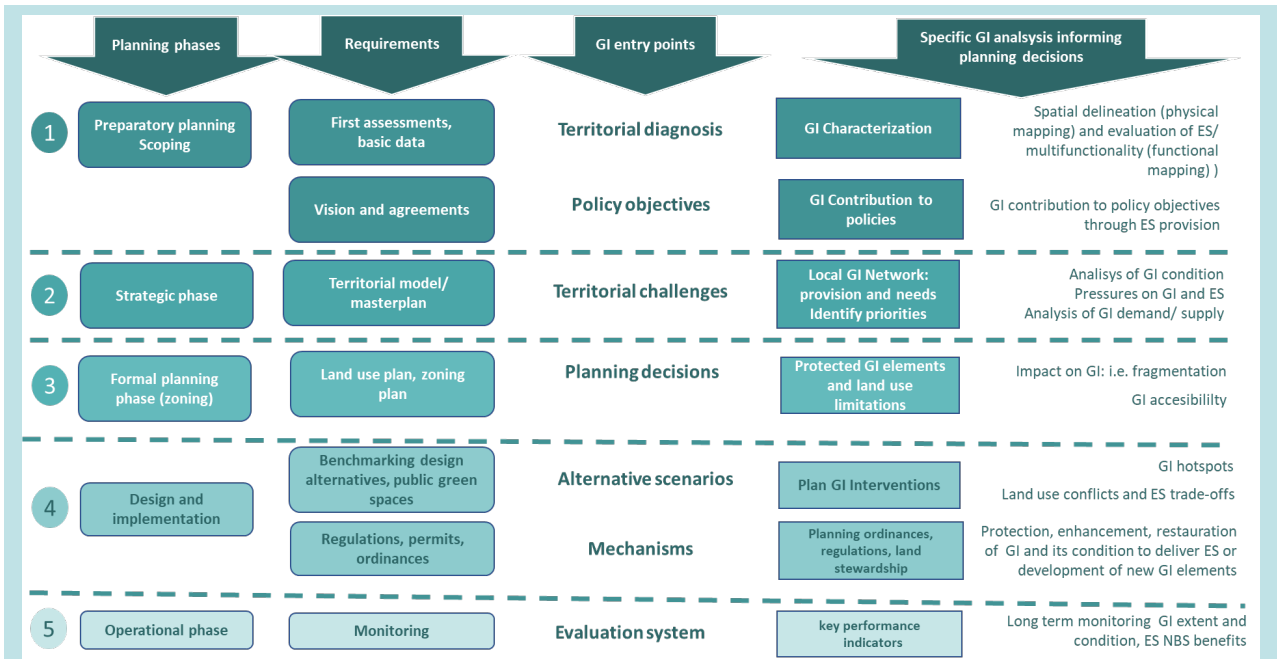 Planning phases
Requirements
GI entry points
Specific GI analysis informing
planning decisions
1
Preparatory planning
Scoping
First assessments,
basic data
Territorial diagnosis
GI Characterization
Spatial delineation (physical
mapping) and evaluation of ES/
multifunctionality (functional
mapping) )
Vision and agreements
Policy objectives
GI Contribution to
policies
GI contribution to policy objectives
through ES provision
2
Strategic phase
Territorial model/
masterplan
Territorial challenges
Local GI Network:
provision and needs
Identify priorities
Analisys of GI condition
Pressures on GI and ES
Analysis of GI demand/ supply
3
Formal planning
phase (zoning)
Land use plan, zoning
plan
Planning decisions
Protected GI elements
and land use
limitations
Impact on GI: i.e. fragmentation
GI accesibililty
4
Design and
implementation
Benchmarking design
alternatives, public green
spaces
Alternative scenarios
Plan GI Interventions
GI hotspots
Land use conflicts and ES trade-offs
Regulations, permits,
ordinances
Mechanisms
Planning ordinances,
regulations, land
stewardship
Protection, enhancement, restauration
of GI and its condition to deliver ES or
development of new GI elements
5
Operational phase
Monitoring
Evaluation system
key performance
indicators
Long term monitoring GI extent and
condition, ES NBS benefits